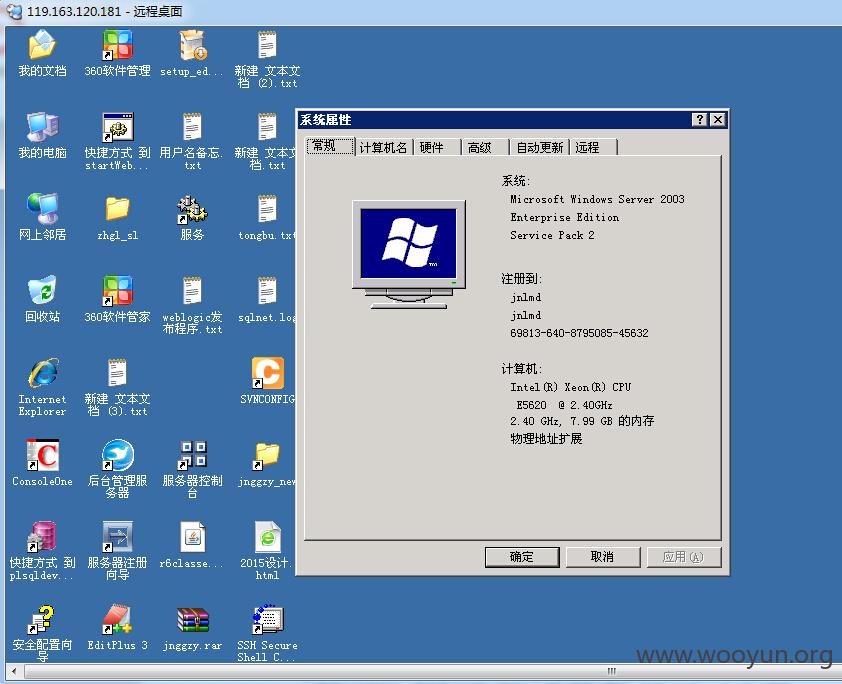 119.163.120.181 - 远程桌面
我的文档
360软件管理
setup_ed...
新建 文本文
档 (2).txt
我的电脑
快捷方式 到
startWeb...
用户名备忘.
txt
新建 文本文
档.txt
网上邻居
zhgl_sl
服务
tongbu.txt
回收站
360软件管家
weblogic发
布程序.txt
sqlnet.log
Internet
Explorer
新建 文本文
档 (3).txt
SVNCONFIG
ConsoleOne
后台管理服
务器
服务器控制
台
jnggzy_new
快捷方式 到
plsqldev...
服务器注册
向导
r6classe...
2015设计.
html
安全配置向
导
EditPlus 3
jnggzy.rar
SSH Secure
Shell C...
系统属性
常规
计算机名
硬件
高级
自动更新
远程
系统:
Microsoft Windows Server 2003
Enterprise Edition
Service Pack 2
注册到:
jnlmd
jnlmd
69813-640-8795085-45632
计算机:
Intel(R) Xeon(R) CPU
E5620 @ 2.40GHz
2.40 GHz, 7.99 GB 的内存
物理地址扩展
确定
取消
应用(A)
www.wooyun.org